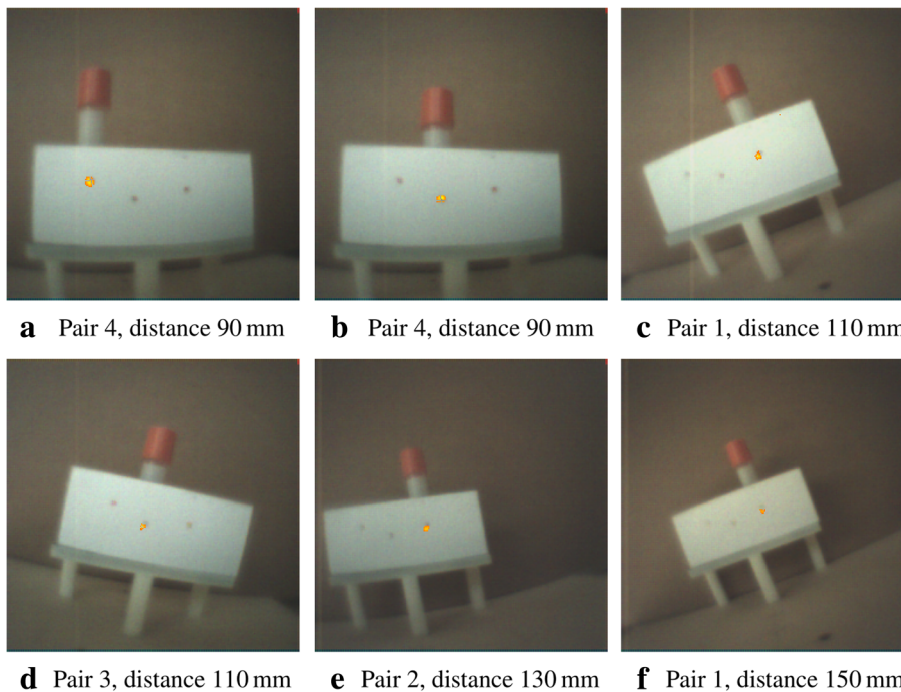 a Pair 4, distance 90 mm
b Pair 4, distance 90 mm
c Pair 1, distance 110 mm
d Pair 3, distance 110 mm
e Pair 2, distance 130 mm
f Pair 1, distance 150 mm